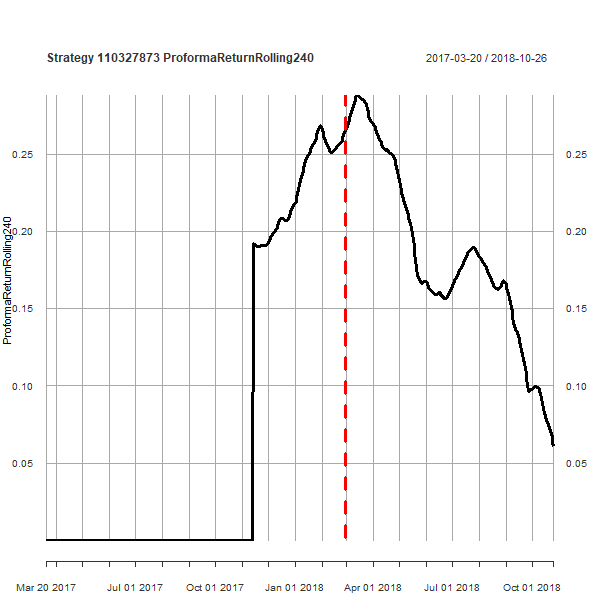 Strategy 110327873 ProformaReturnRolling240
2017-03-20 / 2018-10-26
ProformaReturnRolling240
0.25
0.20
0.15
0.10
0.05
0.25
0.20
0.15
0.10
0.05
Mar 20 2017
Jul 01 2017
Oct 01 2017
Jan 01 2018
Apr 01 2018
Jul 01 2018
Oct 01 2018